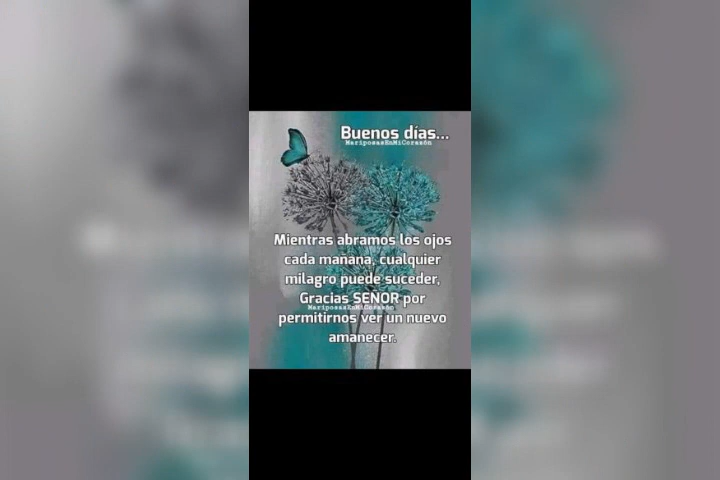 Buenos días...
MariposasEnMiCorazón
Mientras abramos los ojos
cada mañana, cualquier
milagro puede suceder,
Gracias SEÑOR por
MariposasEnMiCorazón
permitirnos ver un nuevo
amanecer.